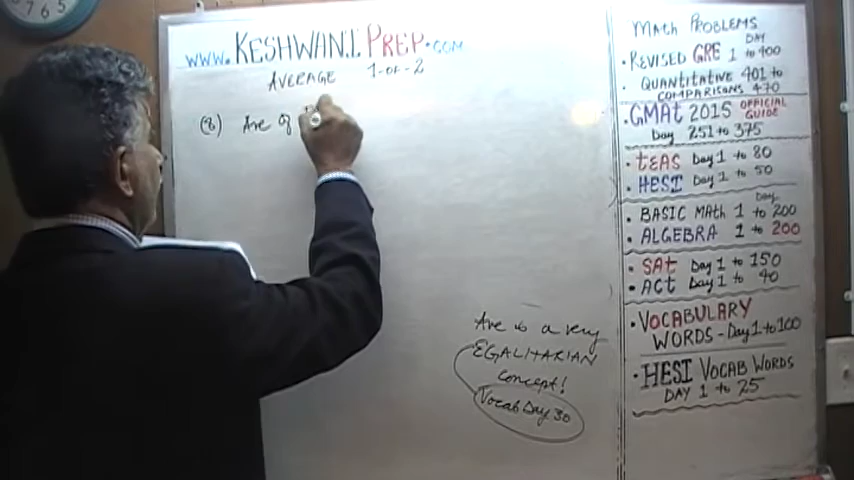 7 6 5
www.KESHWANI PREP.COM
AVERAGE 1-OF-2
(8) Ave of
Ave is a very
EGALITARIAN
concept!
Vocab Day 30
MATH PROBLEMS
DAY
• REVISED GRE 1 to 400
• QUANTITATIVE 401 to
COMPARISONS 470
• GMAT 2015 OFFICIAL
GUIDE
Day 251 to 375
• TEAS Day 1 to 80
• HESI Day 1 to 50
Day
• BASIC MATH 1 to 200
• ALGEBRA 1 to 200
• SAT Day 1 to 150
• ACT Day 1 to 40
• VOCABULARY
WORDS - Day 1 to 100
• HESI VOCAB WORDS
DAY 1 to 25